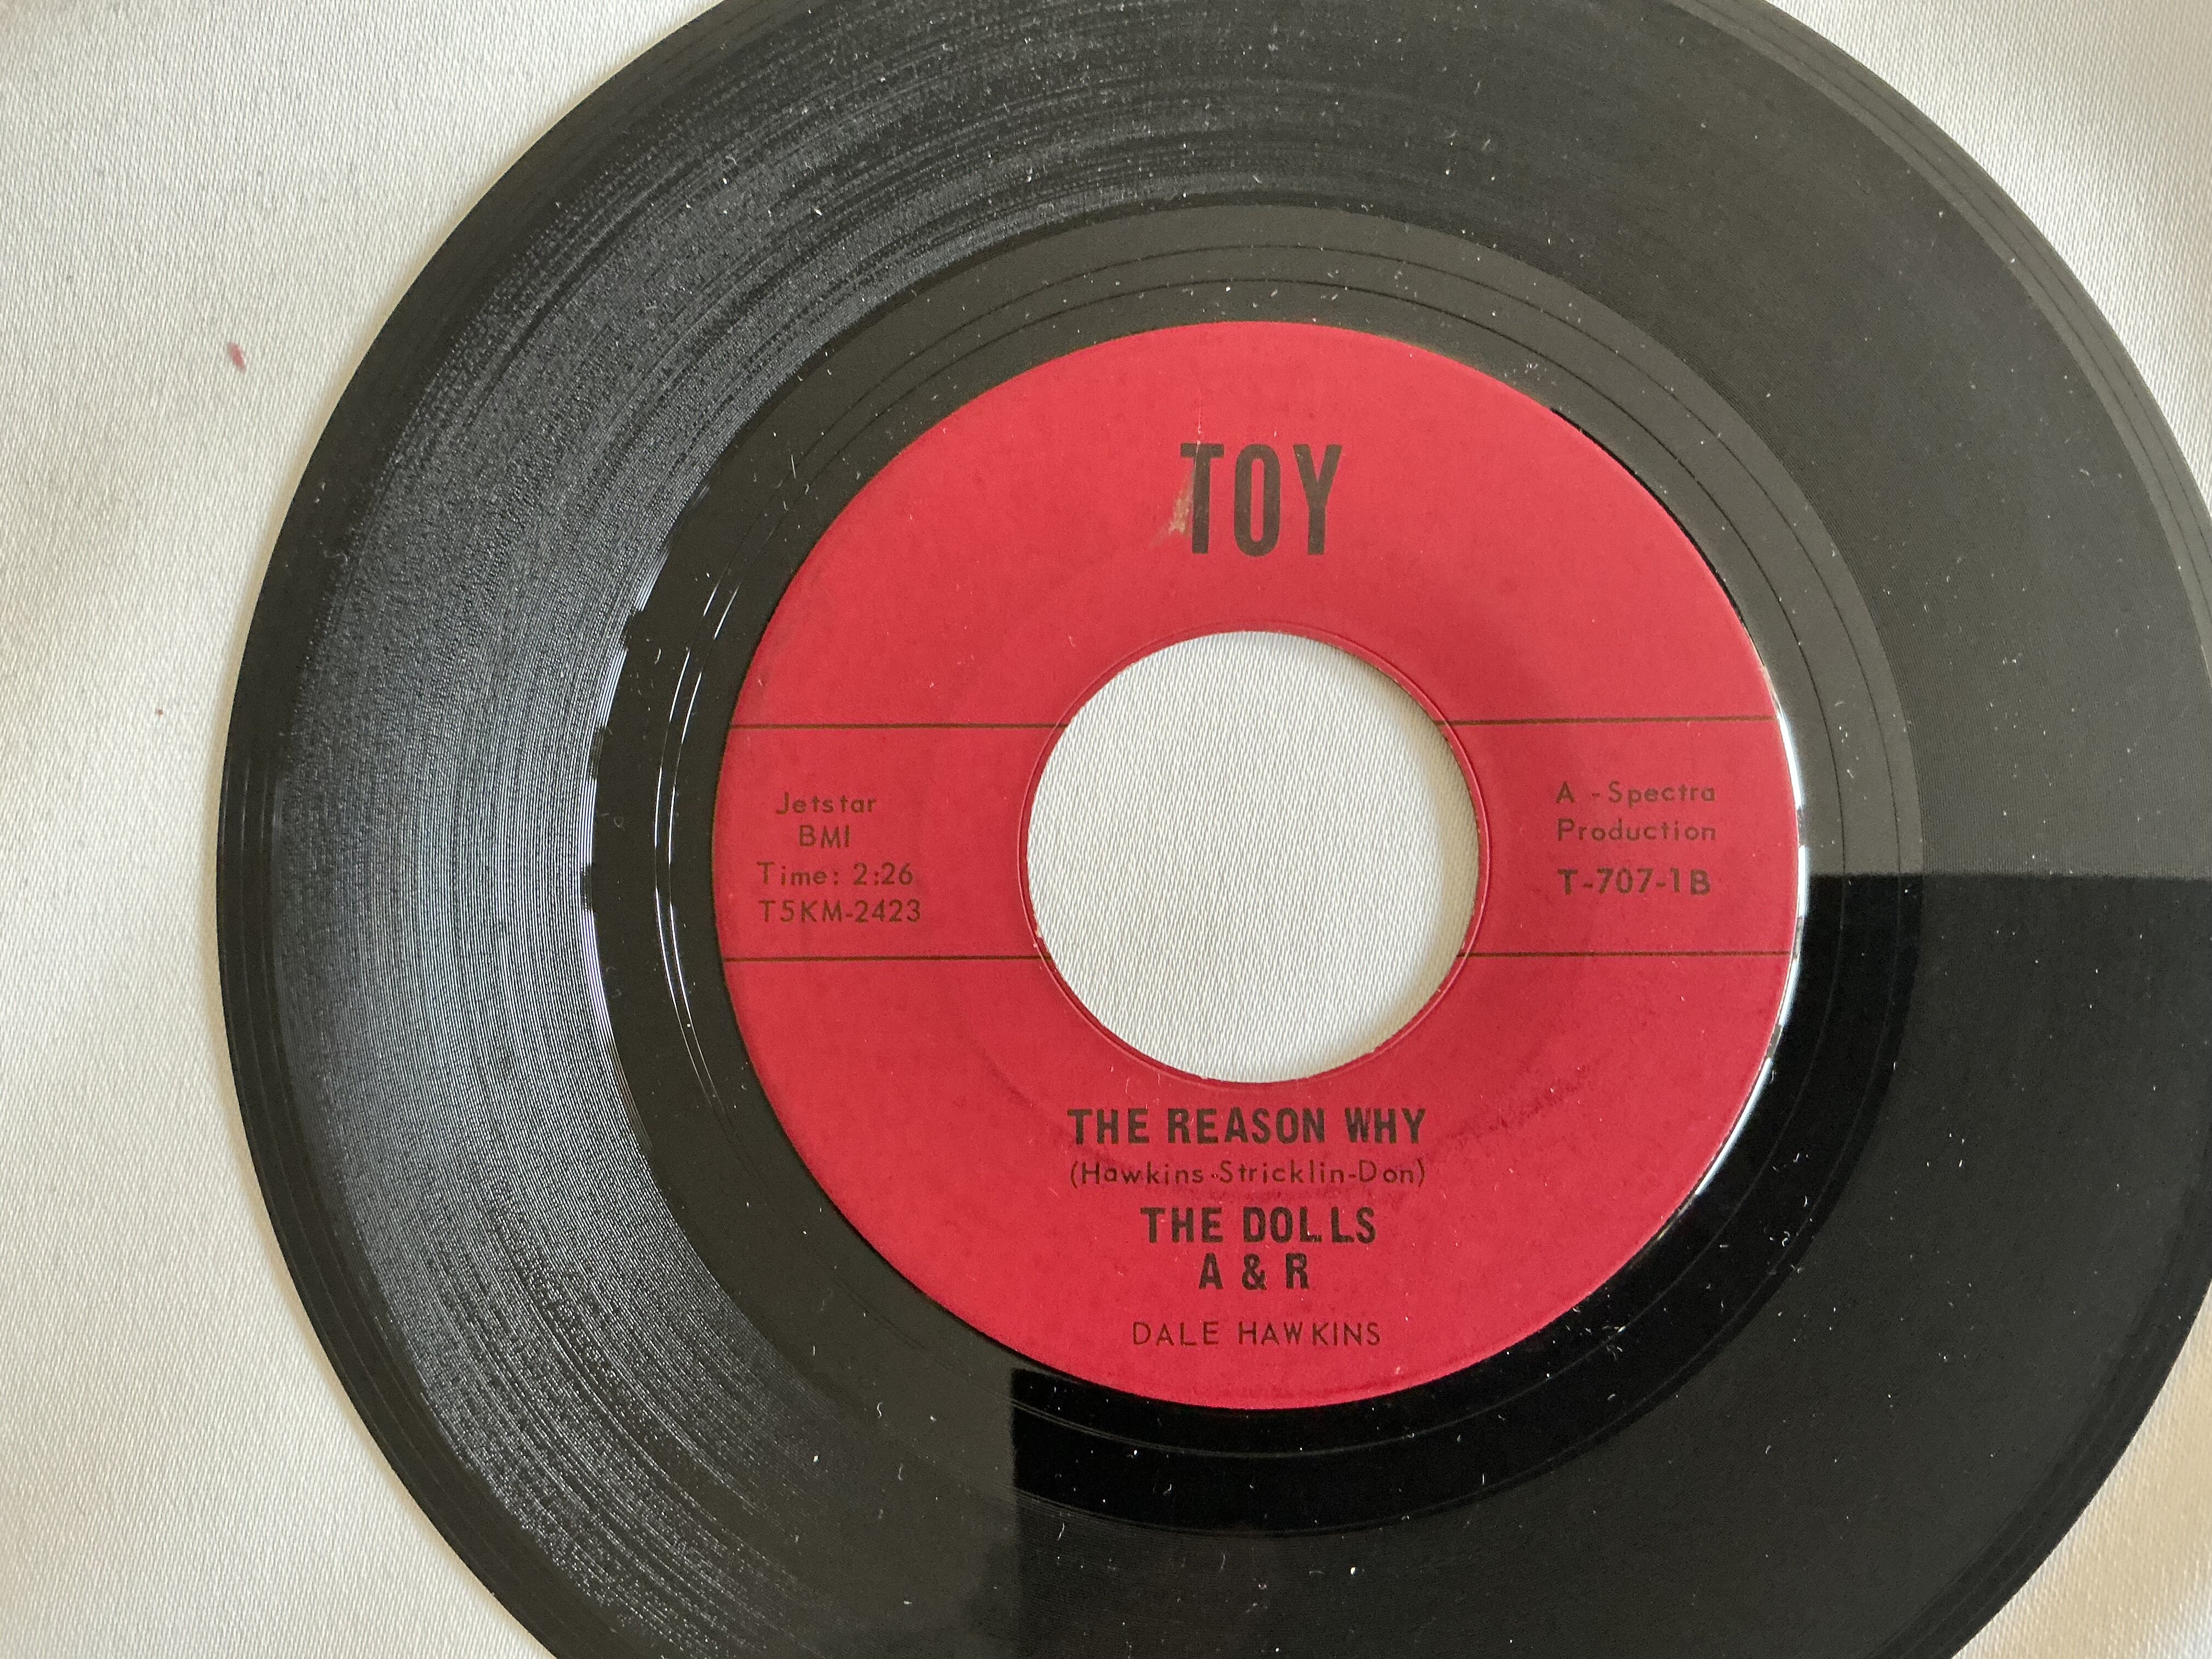 TOY
Jetstar
BMI
Time: 2:26
T5KM-2423
A - Spectra
Production
T-707-1B
THE REASON WHY
(Hawkins-Stricklin-Don)
THE DOLLS
A & R
DALE HAWKINS